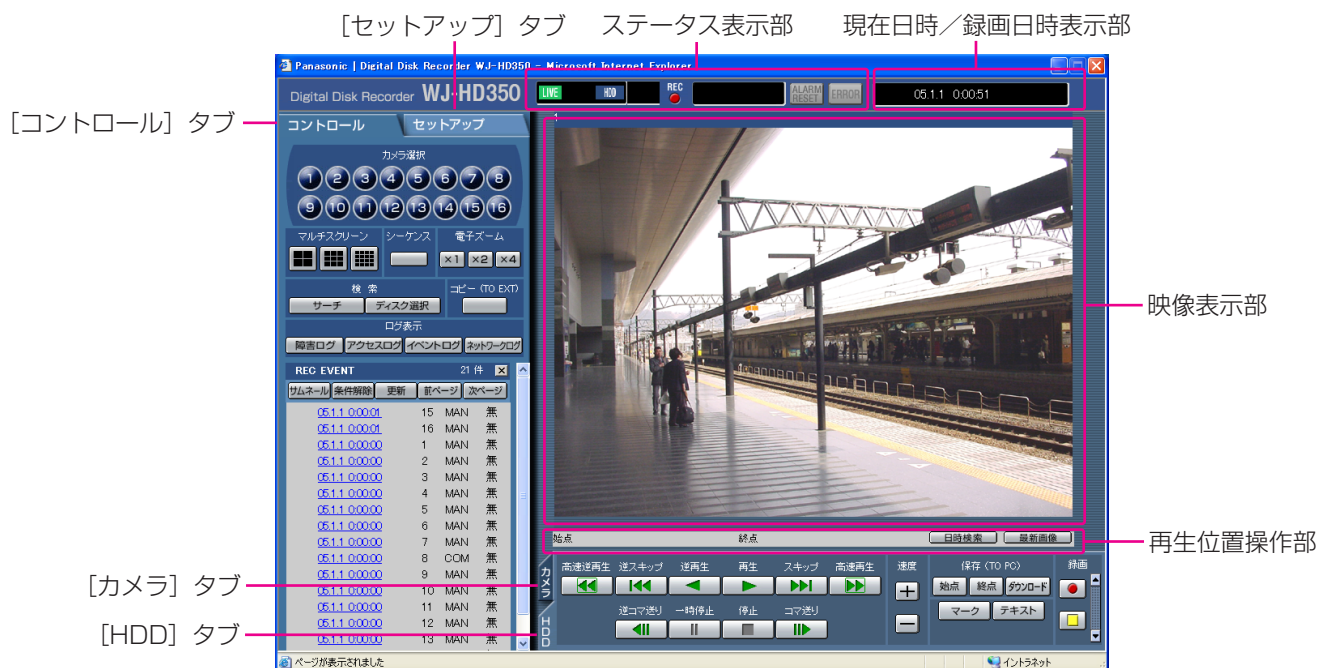 ［セットアップ］タブ　ステータス表示部　現在日時／録画日時表示部
Panasonic | Digital Disk Recorder WJ-HD350 - Microsoft Internet Explorer
Digital Disk Recorder WJ-HD350
LIVE HDD REC ALARM RESET ERROR 05.1.1 0:00:51
［コントロール］タブ
コントロール セットアップ
1
カメラ選択
1 2 3 4 5 6 7 8
9 10 11 12 13 14 15 16
マルチスクリーン シーケンス 電子ズーム
×1 ×2 ×4
検索 コピー (TO EXT)
サーチ ディスク選択
ログ表示
障害ログ アクセスログ イベントログ ネットワークログ
映像表示部
REC EVENT 21 件
サムネール 条件解除 更新 前ページ 次ページ
05.1.1 0:00:01 15 MAN 無
05.1.1 0:00:01 16 MAN 無
05.1.1 0:00:00 1 MAN 無
05.1.1 0:00:00 2 MAN 無
05.1.1 0:00:00 3 MAN 無
05.1.1 0:00:00 4 MAN 無
05.1.1 0:00:00 5 MAN 無
05.1.1 0:00:00 6 MAN 無
05.1.1 0:00:00 7 MAN 無
05.1.1 0:00:00 8 COM 無
05.1.1 0:00:00 9 MAN 無
05.1.1 0:00:00 10 MAN 無
05.1.1 0:00:00 11 MAN 無
05.1.1 0:00:00 12 MAN 無
05.1.1 0:00:00 13 MAN 無
始点 終点 日時検索 最新画像
再生位置操作部
［カメラ］タブ
［HDD］タブ
カメラ
HDD
高速逆再生 逆スキップ 逆再生 再生 スキップ 高速再生 速度 保存 (TO PC) 録画
始点 終点 ダウンロード
逆コマ送り 一時停止 停止 コマ送り
マーク テキスト
ページが表示されました イントラネット